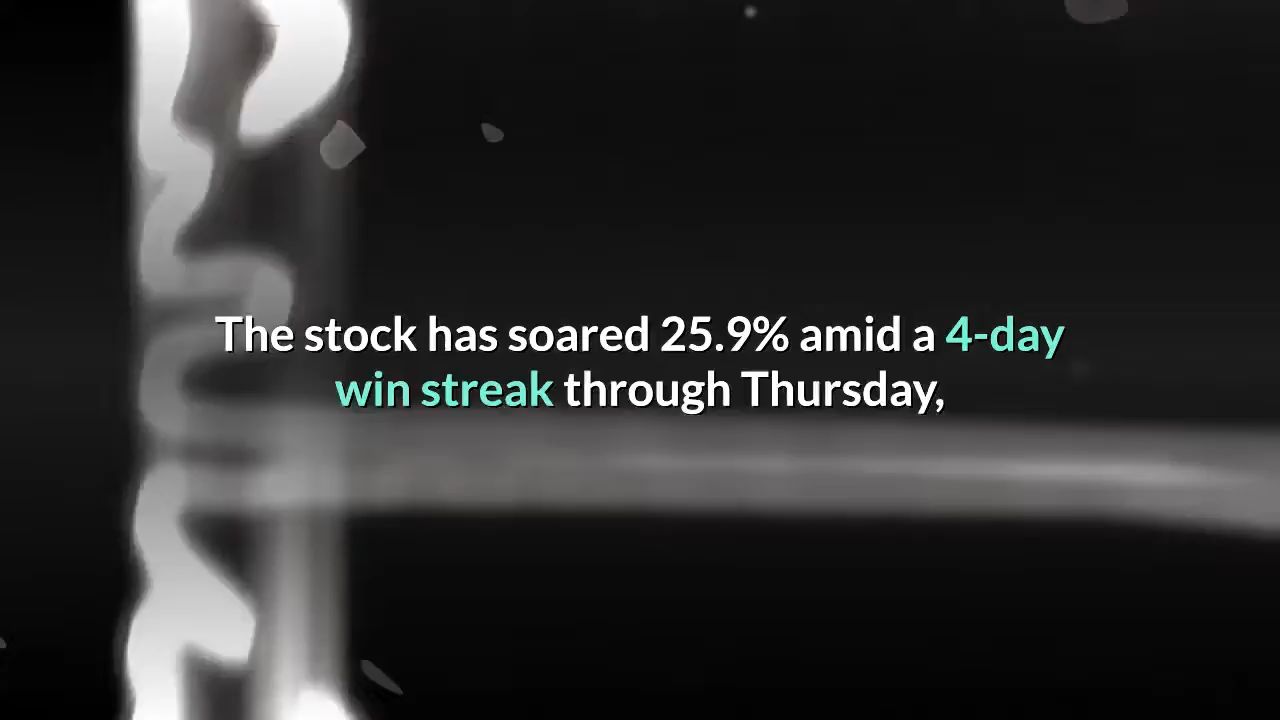 The stock has soared 25.9% amid a 4-day
win streak through Thursday,